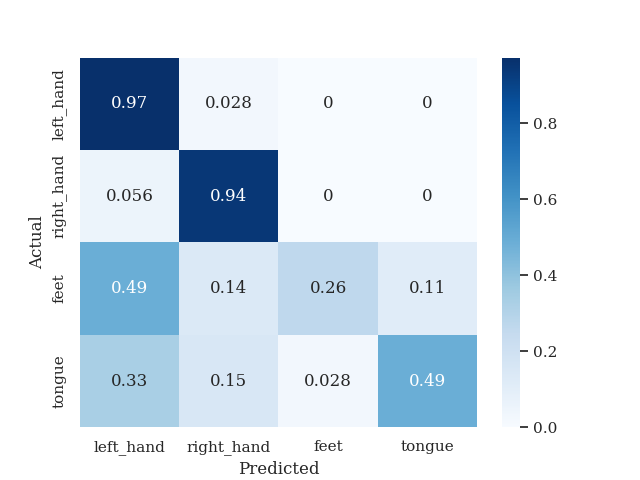 left_hand
0.97 0.028 0 0
right_hand
0.056 0.94 0 0
feet
0.49 0.14 0.26 0.11
tongue
0.33 0.15 0.028 0.49
Actual
left_hand right_hand feet tongue
Predicted
0.8
0.6
0.4
0.2
0.0